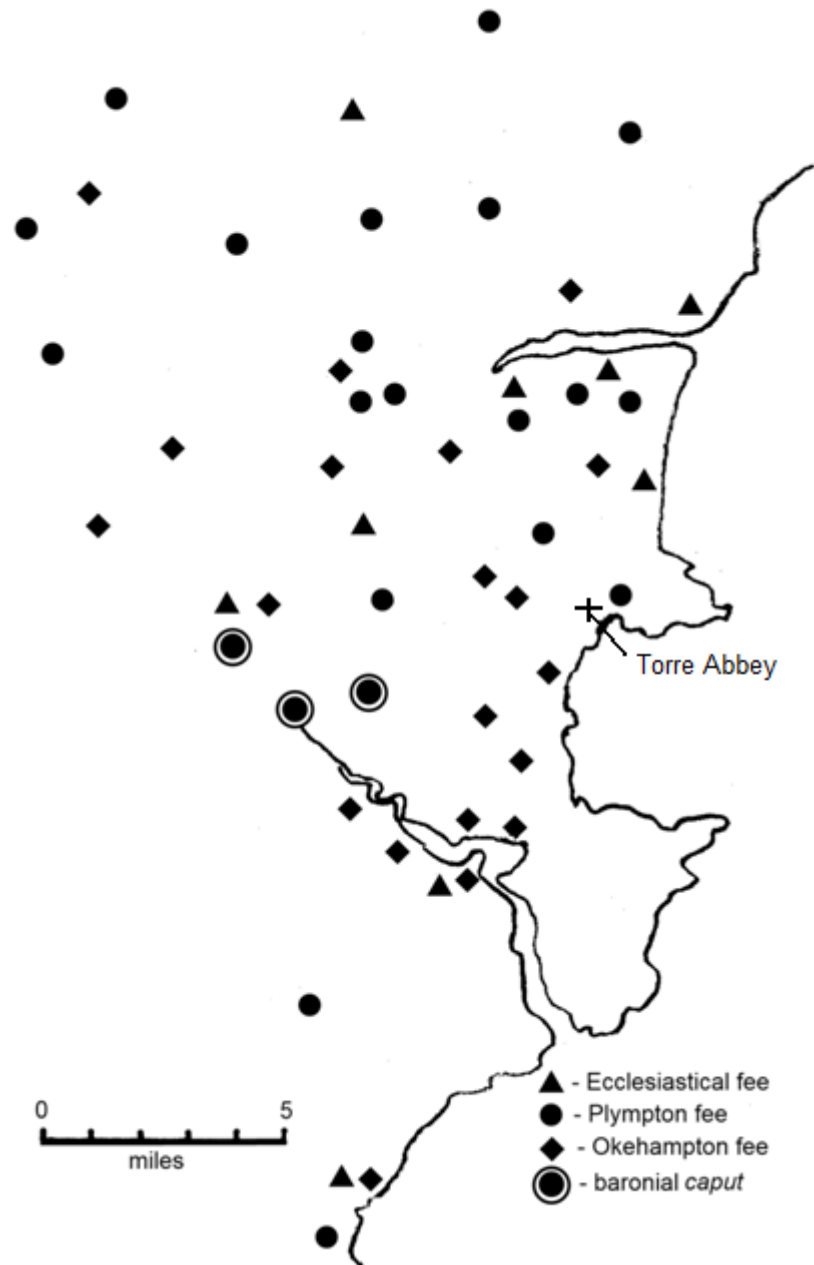 Torre Abbey
- Ecclesiastical fee
- Plympton fee
- Okehampton fee
- baronial caput
0 5
miles